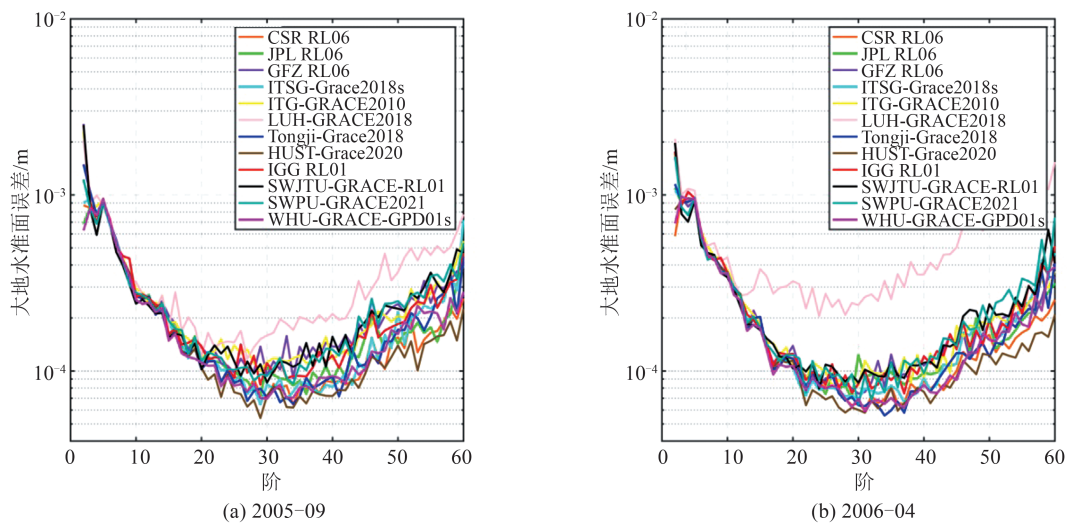 10⁻²
10⁻³
10⁻⁴
大地水准面误差/m
CSR RL06
JPL RL06
GFZ RL06
ITSG-Grace2018s
ITG-GRACE2010
LUH-GRACE2018
Tongji-Grace2018
HUST-Grace2020
IGG RL01
SWJTU-GRACE-RL01
SWPU-GRACE2021
WHU-GRACE-GPD01s
0 10 20 30 40 50 60
阶
(a) 2005-09
10⁻²
10⁻³
10⁻⁴
大地水准面误差/m
CSR RL06
JPL RL06
GFZ RL06
ITSG-Grace2018s
ITG-GRACE2010
LUH-GRACE2018
Tongji-Grace2018
HUST-Grace2020
IGG RL01
SWJTU-GRACE-RL01
SWPU-GRACE2021
WHU-GRACE-GPD01s
0 10 20 30 40 50 60
阶
(b) 2006-04